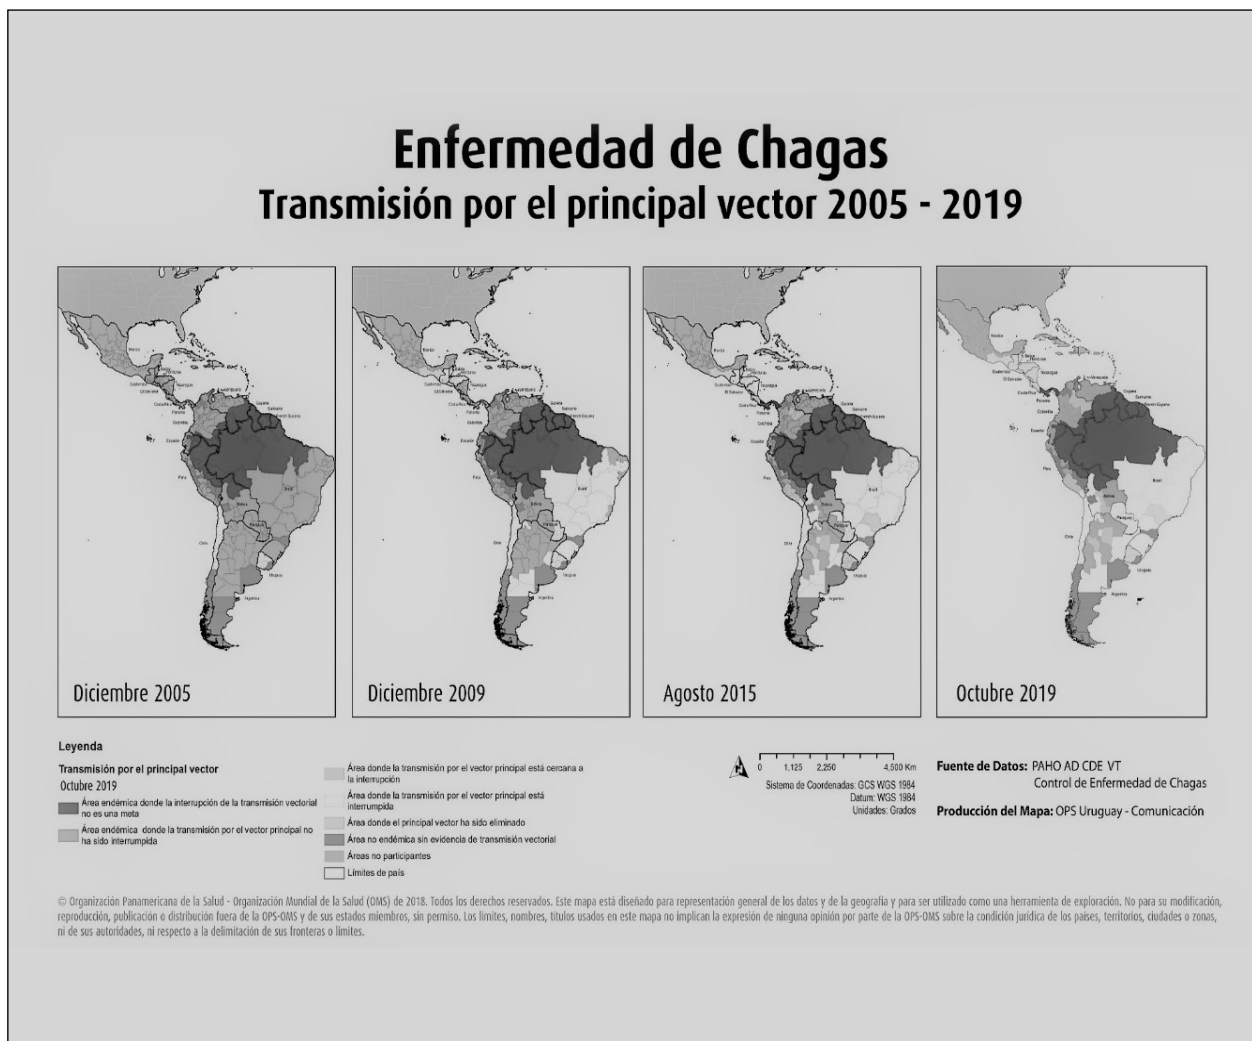 Enfermedad de Chagas
Transmisión por el principal vector 2005 - 2019
Diciembre 2005
Diciembre 2009
Agosto 2015
Octubre 2019
Leyenda
Transmisión por el principal vector
Octubre 2019
Área endémica donde la interrupción de la transmisión vectorial
no es una meta
Área endémica donde la transmisión por el vector principal no
ha sido interrumpida
Área donde la transmisión por el vector principal está cercana a
la interrupción
Área donde la transmisión por el vector principal está
interrumpida
Área donde el principal vector ha sido eliminado
Área no endémica sin evidencia de transmisión vectorial
Áreas no participantes
Límites de país
0 1,125 2,250 4,500 Km
Sistema de Coordenadas: GCS WGS 1984
Datum: WGS 1984
Unidades: Grados
Fuente de Datos: PAHO AD CDE VT
Control de Enfermedad de Chagas
Producción del Mapa: OPS Uruguay - Comunicación
© Organización Panamericana de la Salud - Organización Mundial de la Salud (OMS) de 2018. Todos los derechos reservados. Este mapa está diseñado para representación general de los datos y de la geografia y para ser utilizado como una herramienta de exploración. No para su modificación,
reproducción, publicación o distribución fuera de la OPS-OMS y de sus estados miembros, sin permiso. Los límites, nombres, títulos usados en este mapa no implican la expresión de ninguna opinión por parte de la OPS-OMS sobre la condición jurídica de los países, territorios, ciudades o zonas,
ni de sus autoridades, ni respecto a la delimitación de sus fronteras o límites.